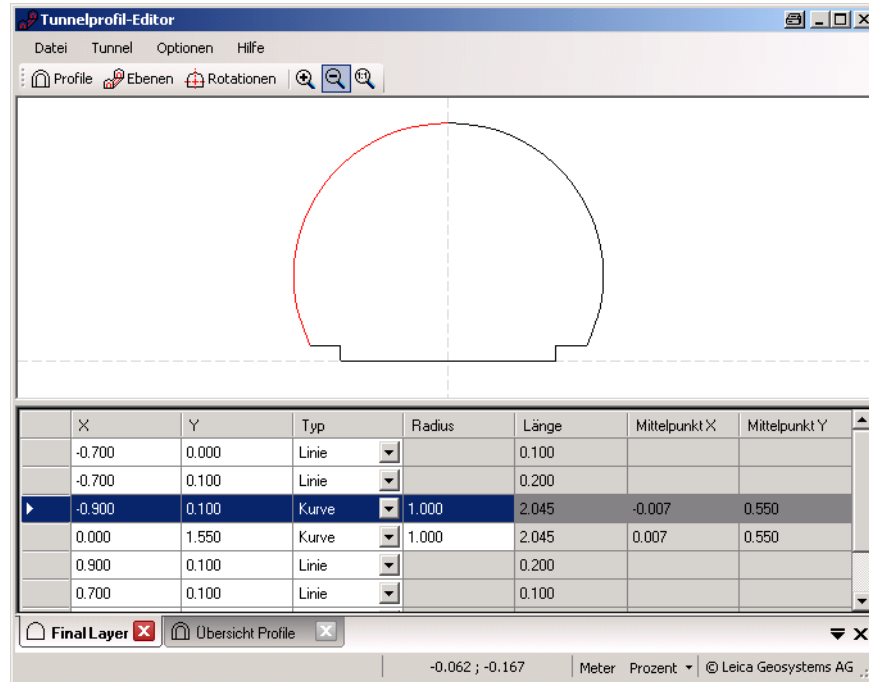 Tunnelprofil-Editor
Datei Tunnel Optionen Hilfe
Profile Ebenen Rotationen 1:1
X Y Typ Radius Länge Mittelpunkt X Mittelpunkt Y
-0.700 0.000 Linie 0.100
-0.700 0.100 Linie 0.200
-0.900 0.100 Kurve 1.000 2.045 -0.007 0.550
0.000 1.550 Kurve 1.000 2.045 0.007 0.550
0.900 0.100 Linie 0.200
0.700 0.100 Linie 0.100
Final Layer Übersicht Profile
-0.062 ; -0.167 Meter Prozent © Leica Geosystems AG